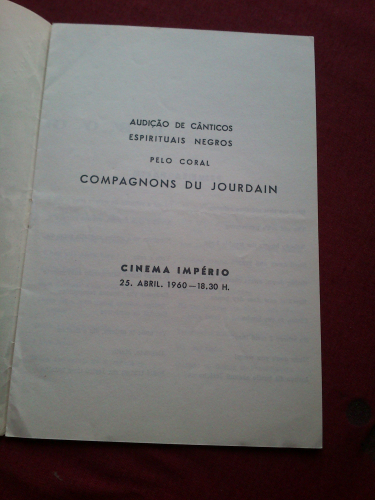 AUDIÇÃO DE CÂNTICOS
ESPIRITUAIS NEGROS
PELO CORAL
COMPAGNONS DU JOURDAIN
CINEMA IMPÉRIO
25. ABRIL. 1960—18.30 H.